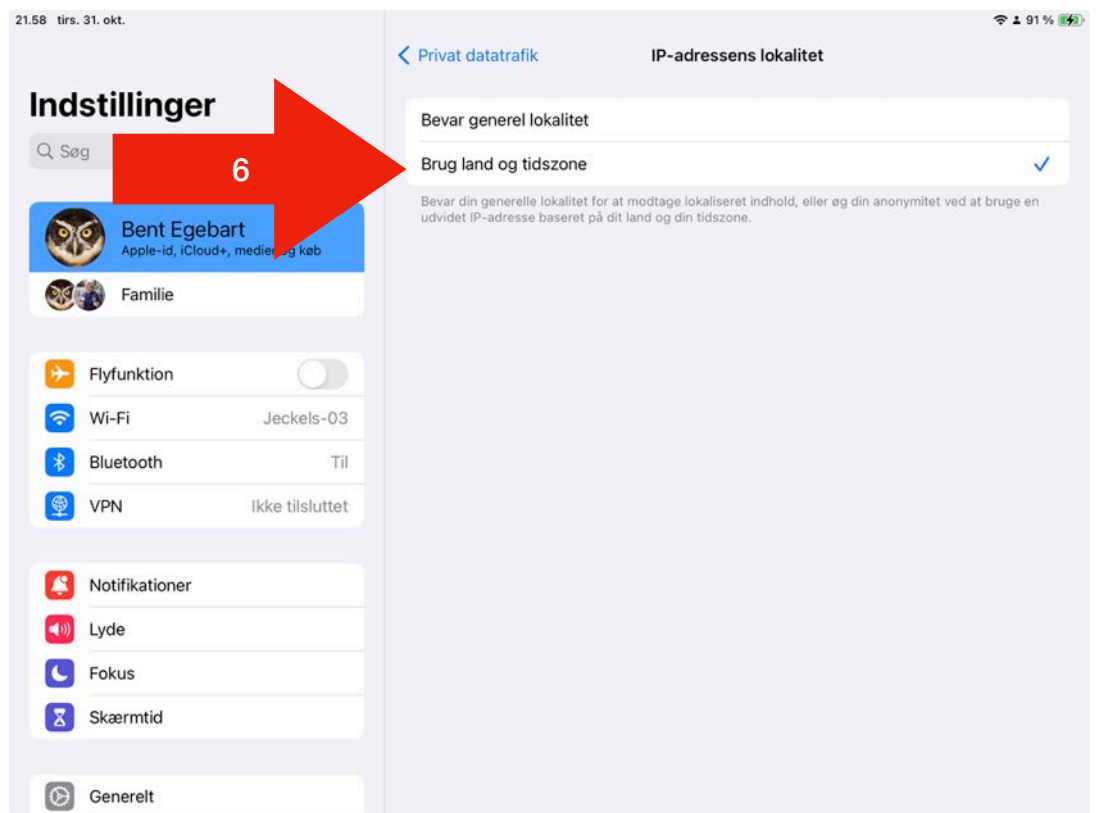 21.58 tirs. 31. okt.
91 %
Indstillinger
Søg
6
Bent Egebart
Apple-id, iCloud+, medier og køb
Familie
Flyfunktion
Wi-Fi Jeckels-03
Bluetooth Til
VPN Ikke tilsluttet
Notifikationer
Lyde
Fokus
Skærmtid
Generelt
Privat datatrafik IP-adressens lokalitet
Bevar generel lokalitet
Brug land og tidszone
Bevar din generelle lokalitet for at modtage lokaliseret indhold, eller øg din anonymitet ved at bruge en
udvidet IP-adresse baseret på dit land og din tidszone.